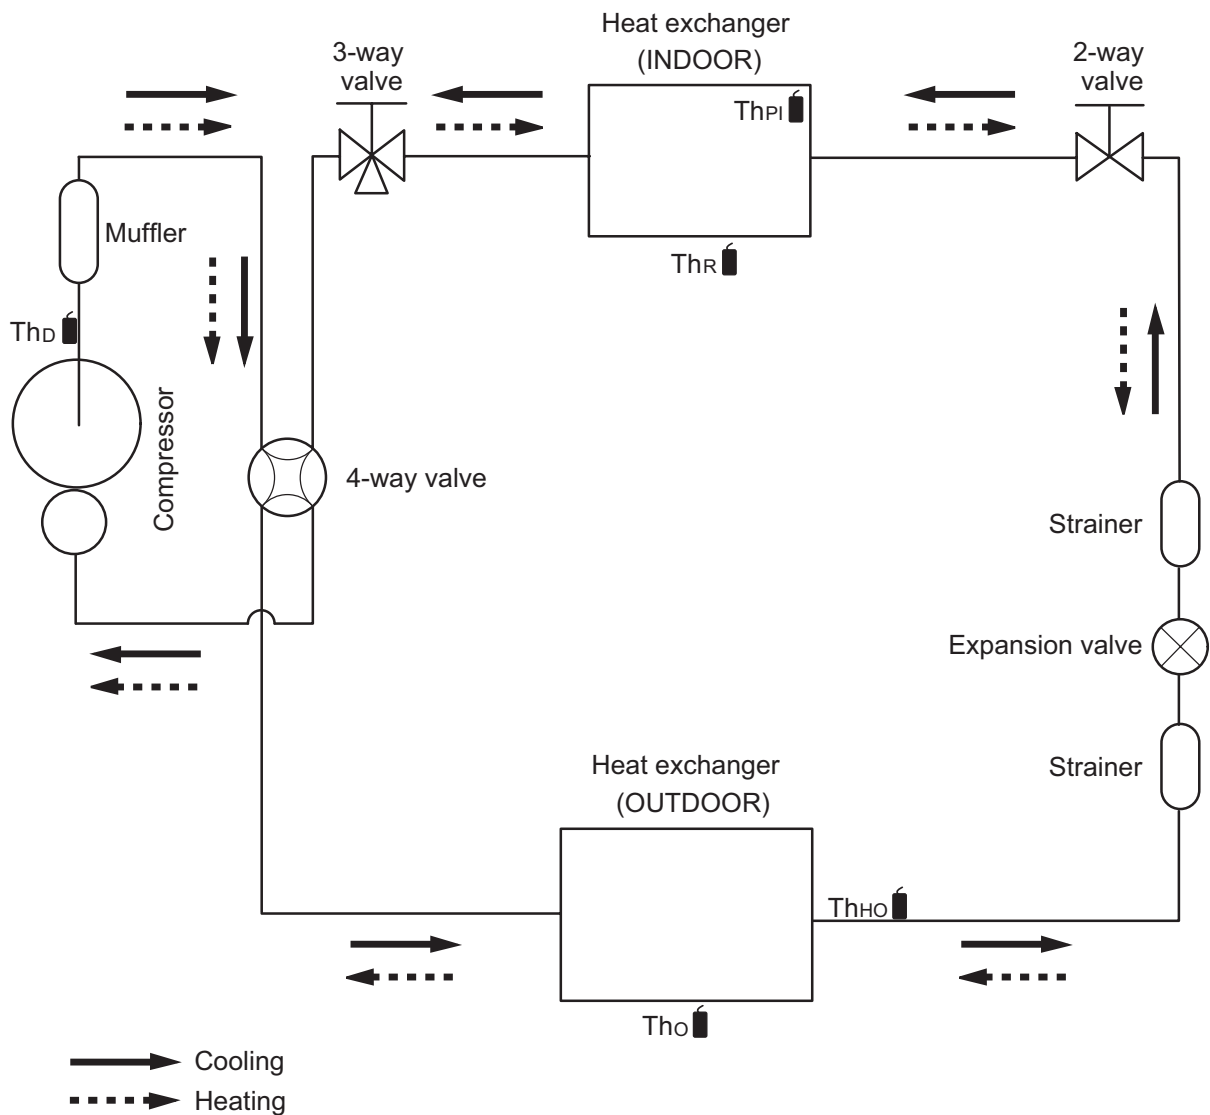 Heat exchanger
(INDOOR)
3-way
valve
2-way
valve
ThPI
Muffler
ThR
ThD
Compressor
4-way valve
Strainer
Expansion valve
Strainer
Heat exchanger
(OUTDOOR)
ThHO
ThO
Cooling
Heating